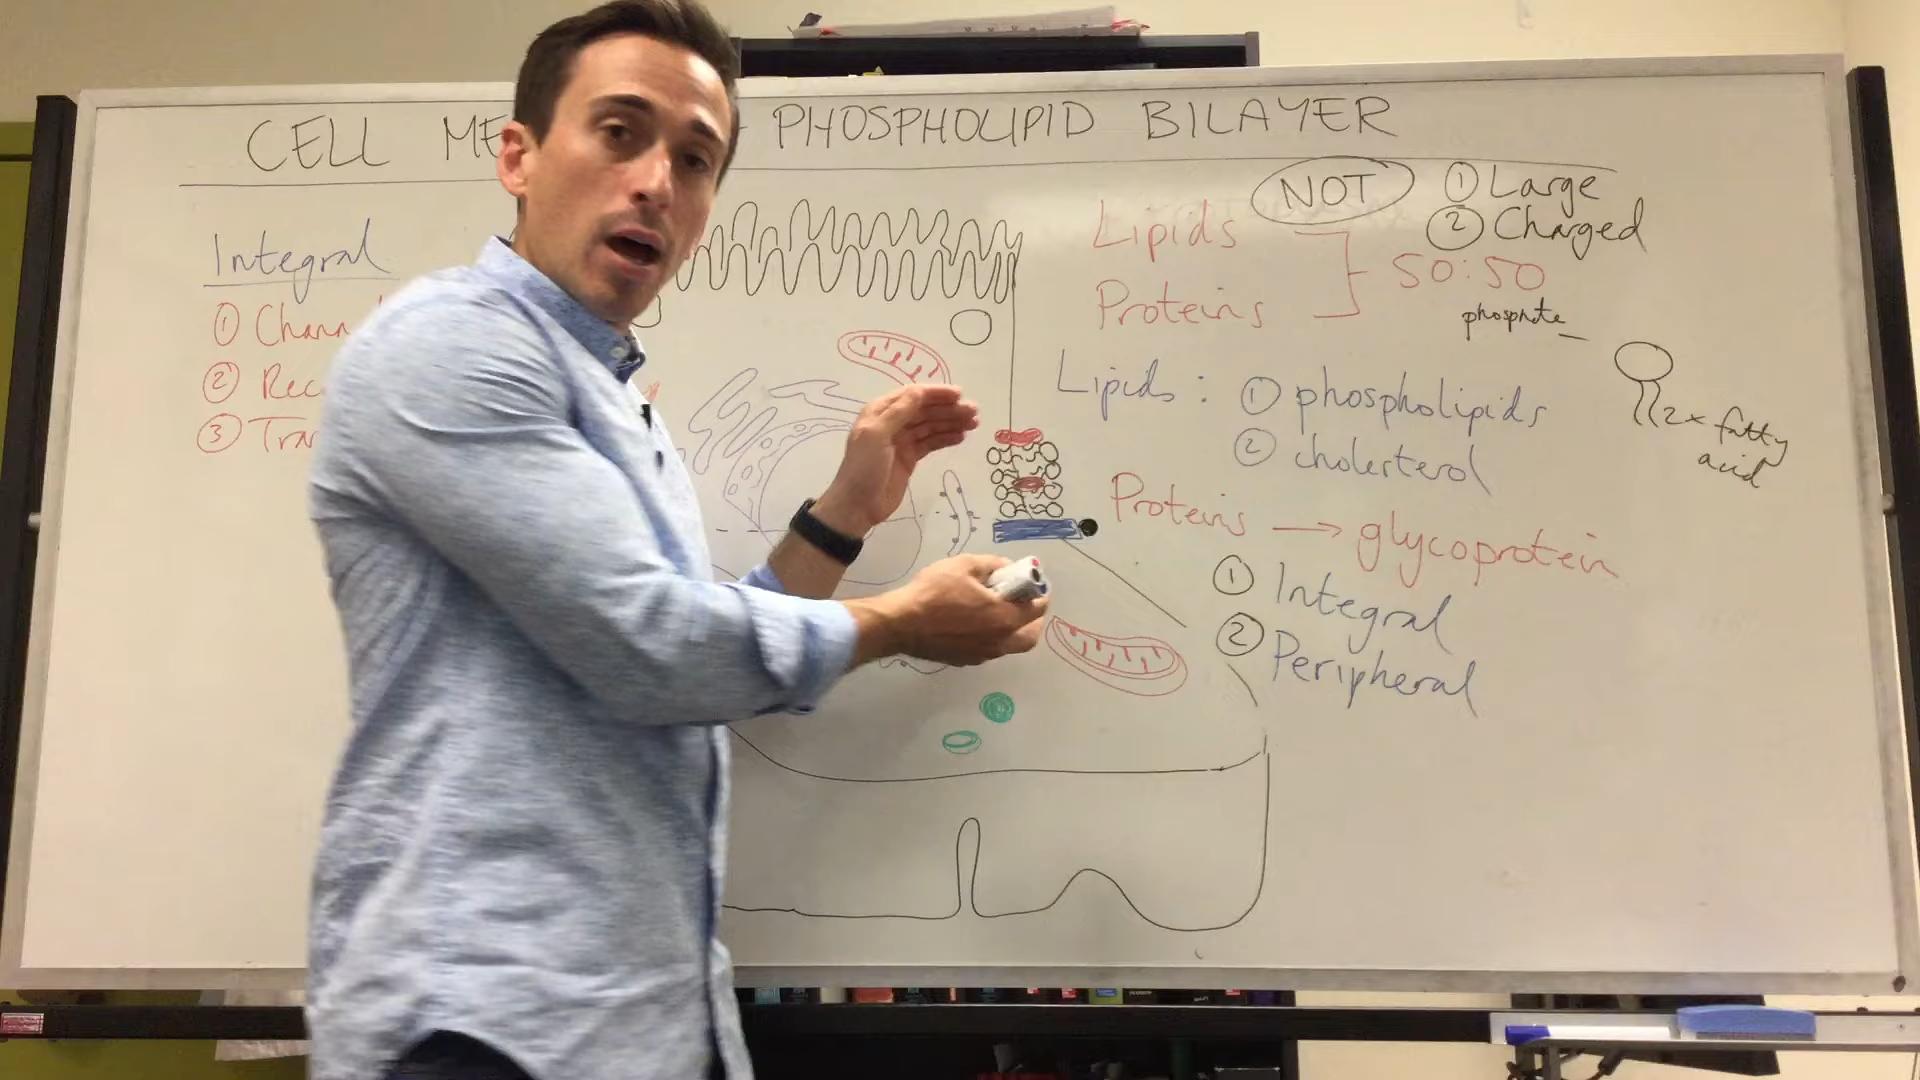 CELL ME PHOSPHOLIPID BILAYER
Integral
① Chann
② Rec
③ Tra
NOT ① Large
② Charged
Lipids
Proteins
50:50
phosphate
Lipids : ① phospholipids
② cholerterol
2x fatty
acid
Proteins → glycoprotein
① Integral
② Peripheral